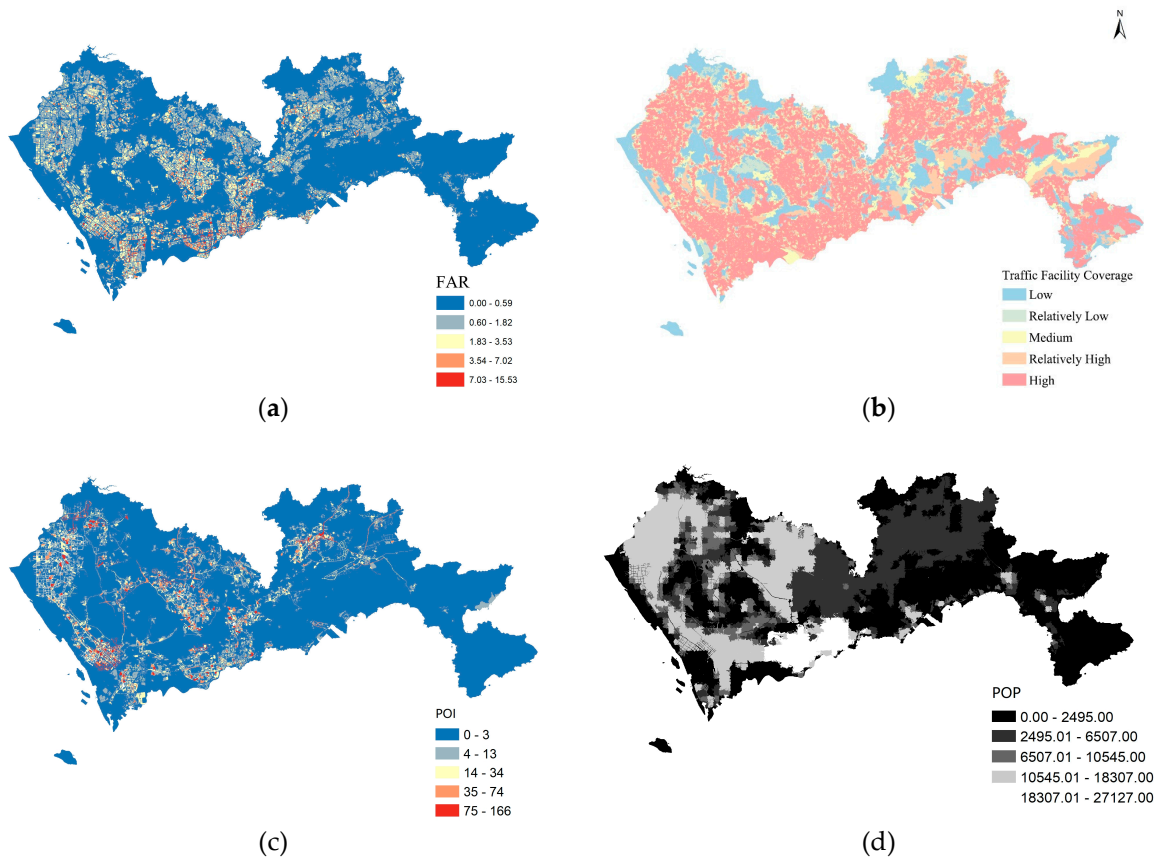 N
FAR
0.00 - 0.59
0.60 - 1.82
1.83 - 3.53
3.54 - 7.02
7.03 - 15.53
(a)
Traffic Facility Coverage
Low
Relatively Low
Medium
Relatively High
High
(b)
POI
0 - 3
4 - 13
14 - 34
35 - 74
75 - 166
(c)
POP
0.00 - 2495.00
2495.01 - 6507.00
6507.01 - 10545.00
10545.01 - 18307.00
18307.01 - 27127.00
(d)